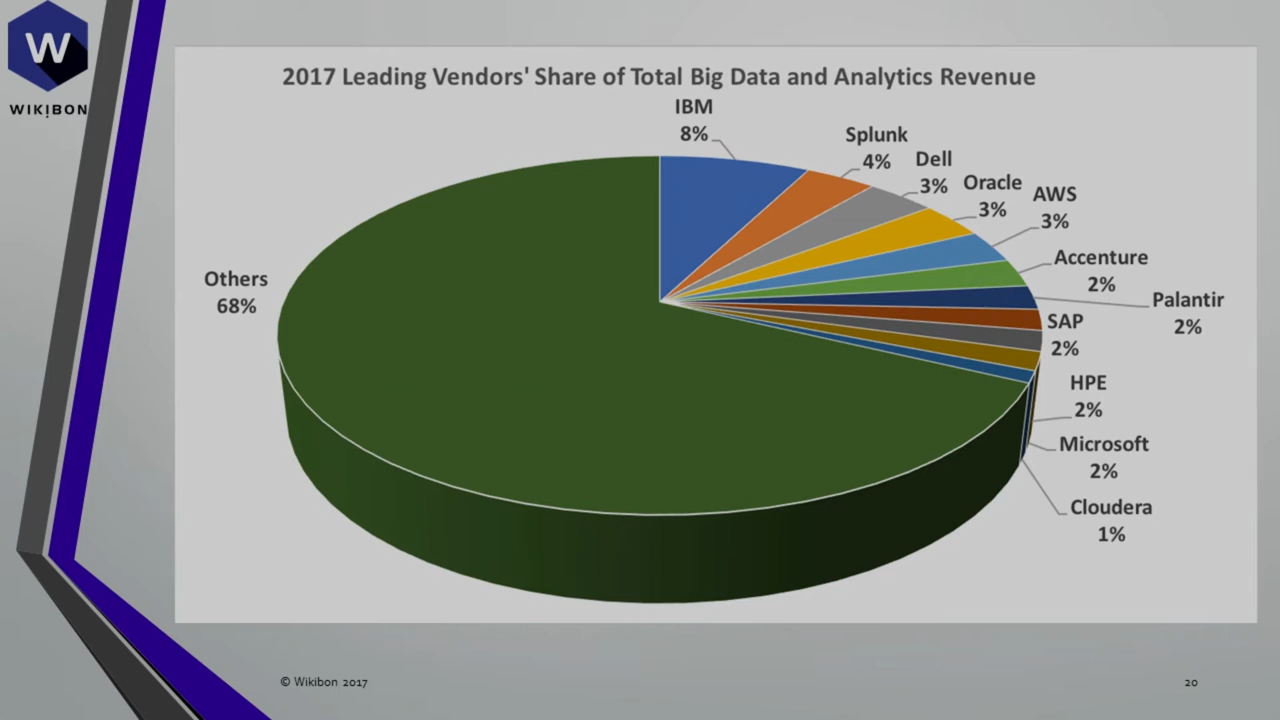 W
WIKIBON
2017 Leading Vendors' Share of Total Big Data and Analytics Revenue
IBM
8%
Splunk
4%
Dell
3%
Oracle
3%
AWS
3%
Accenture
2%
Palantir
2%
SAP
2%
HPE
2%
Microsoft
2%
Cloudera
1%
Others
68%
© Wikibon 2017
20